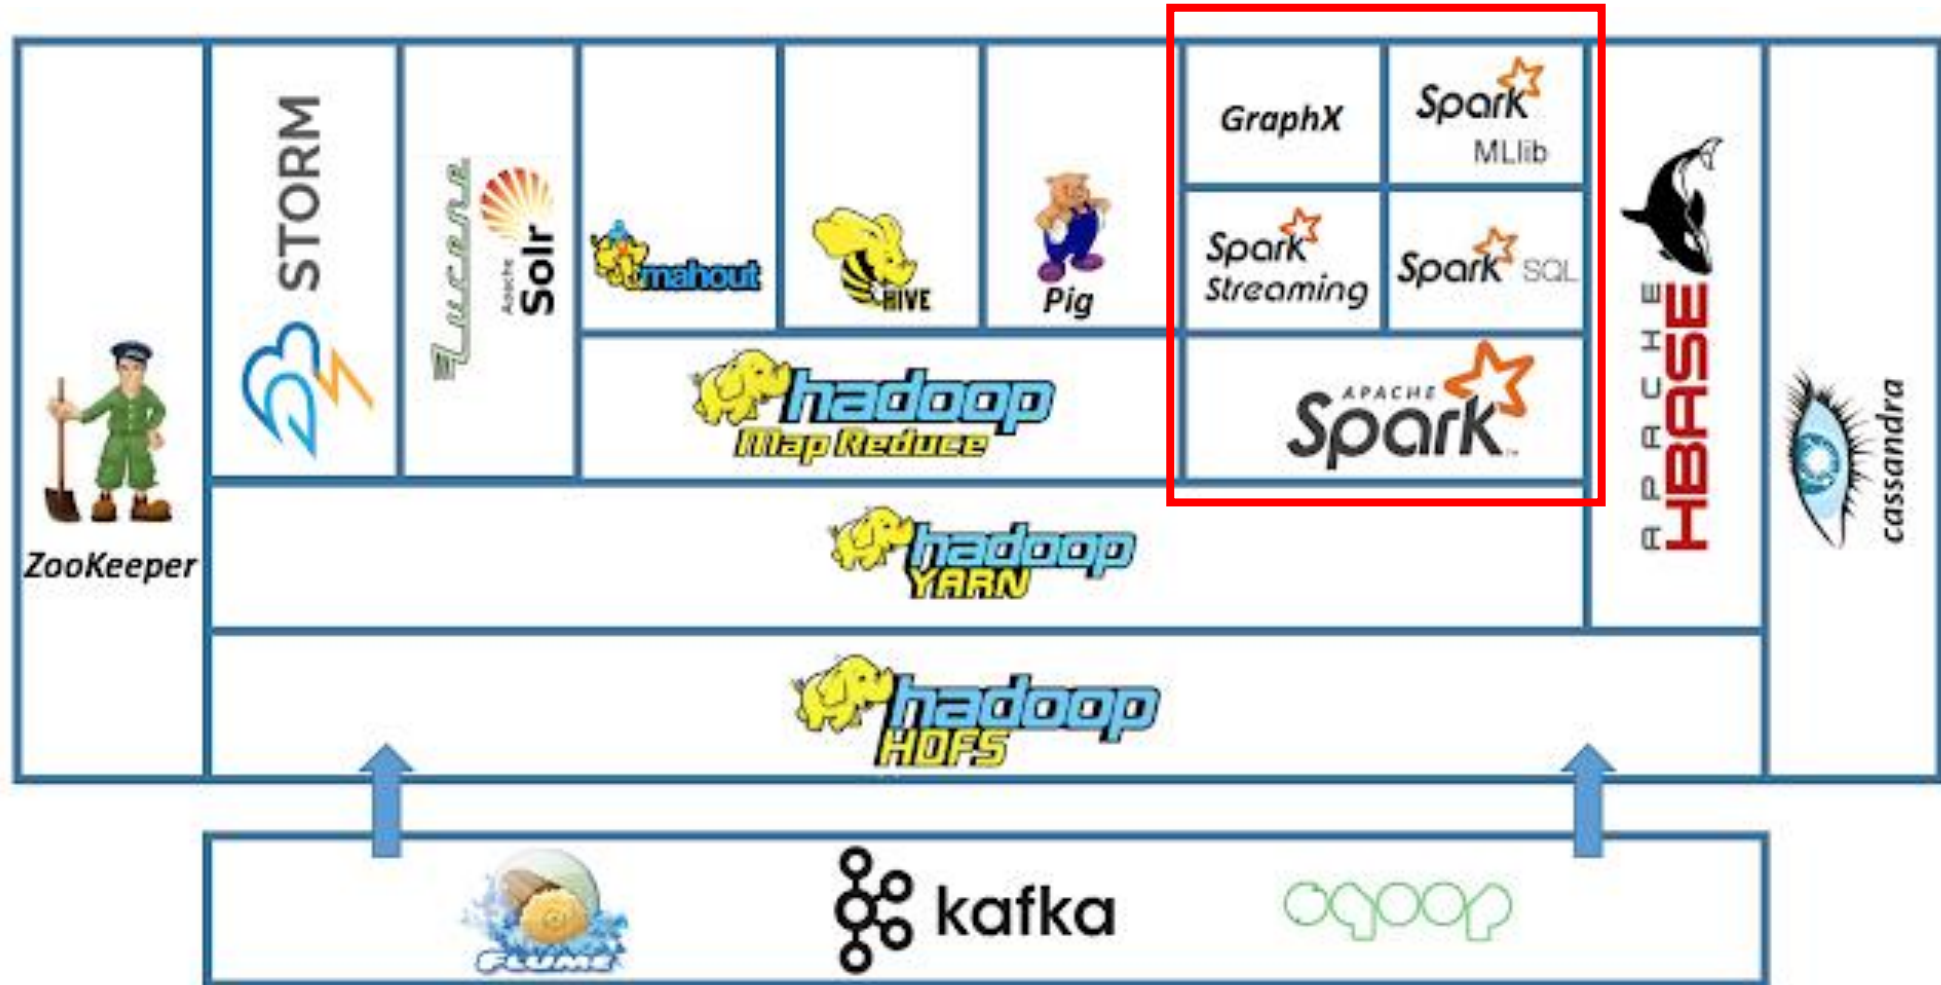 ZooKeeper
STORM
Lucene
Apache
Solr
mahout
HIVE
Pig
GraphX
Spark
MLlib
Spark
Streaming
Spark SQL
hadoop
Map Reduce
APACHE
Spark™
APACHE
HBASE
cassandra
hadoop
YARN
hadoop
HDFS
FLUME
kafka
sqoop